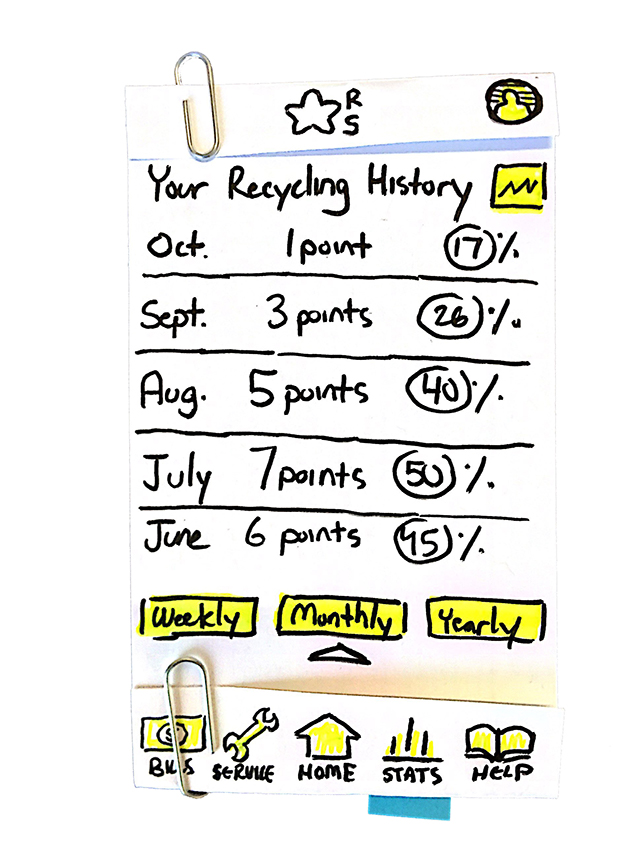 R
S
Your Recycling History
Oct. 1 point 17 %
Sept. 3 points 26 %.
Aug. 5 points 40 %.
July 7 points 50 %.
June 6 points 45 %.
Weekly Monthly Yearly
$
BILLS SERVICE HOME STATS HELP